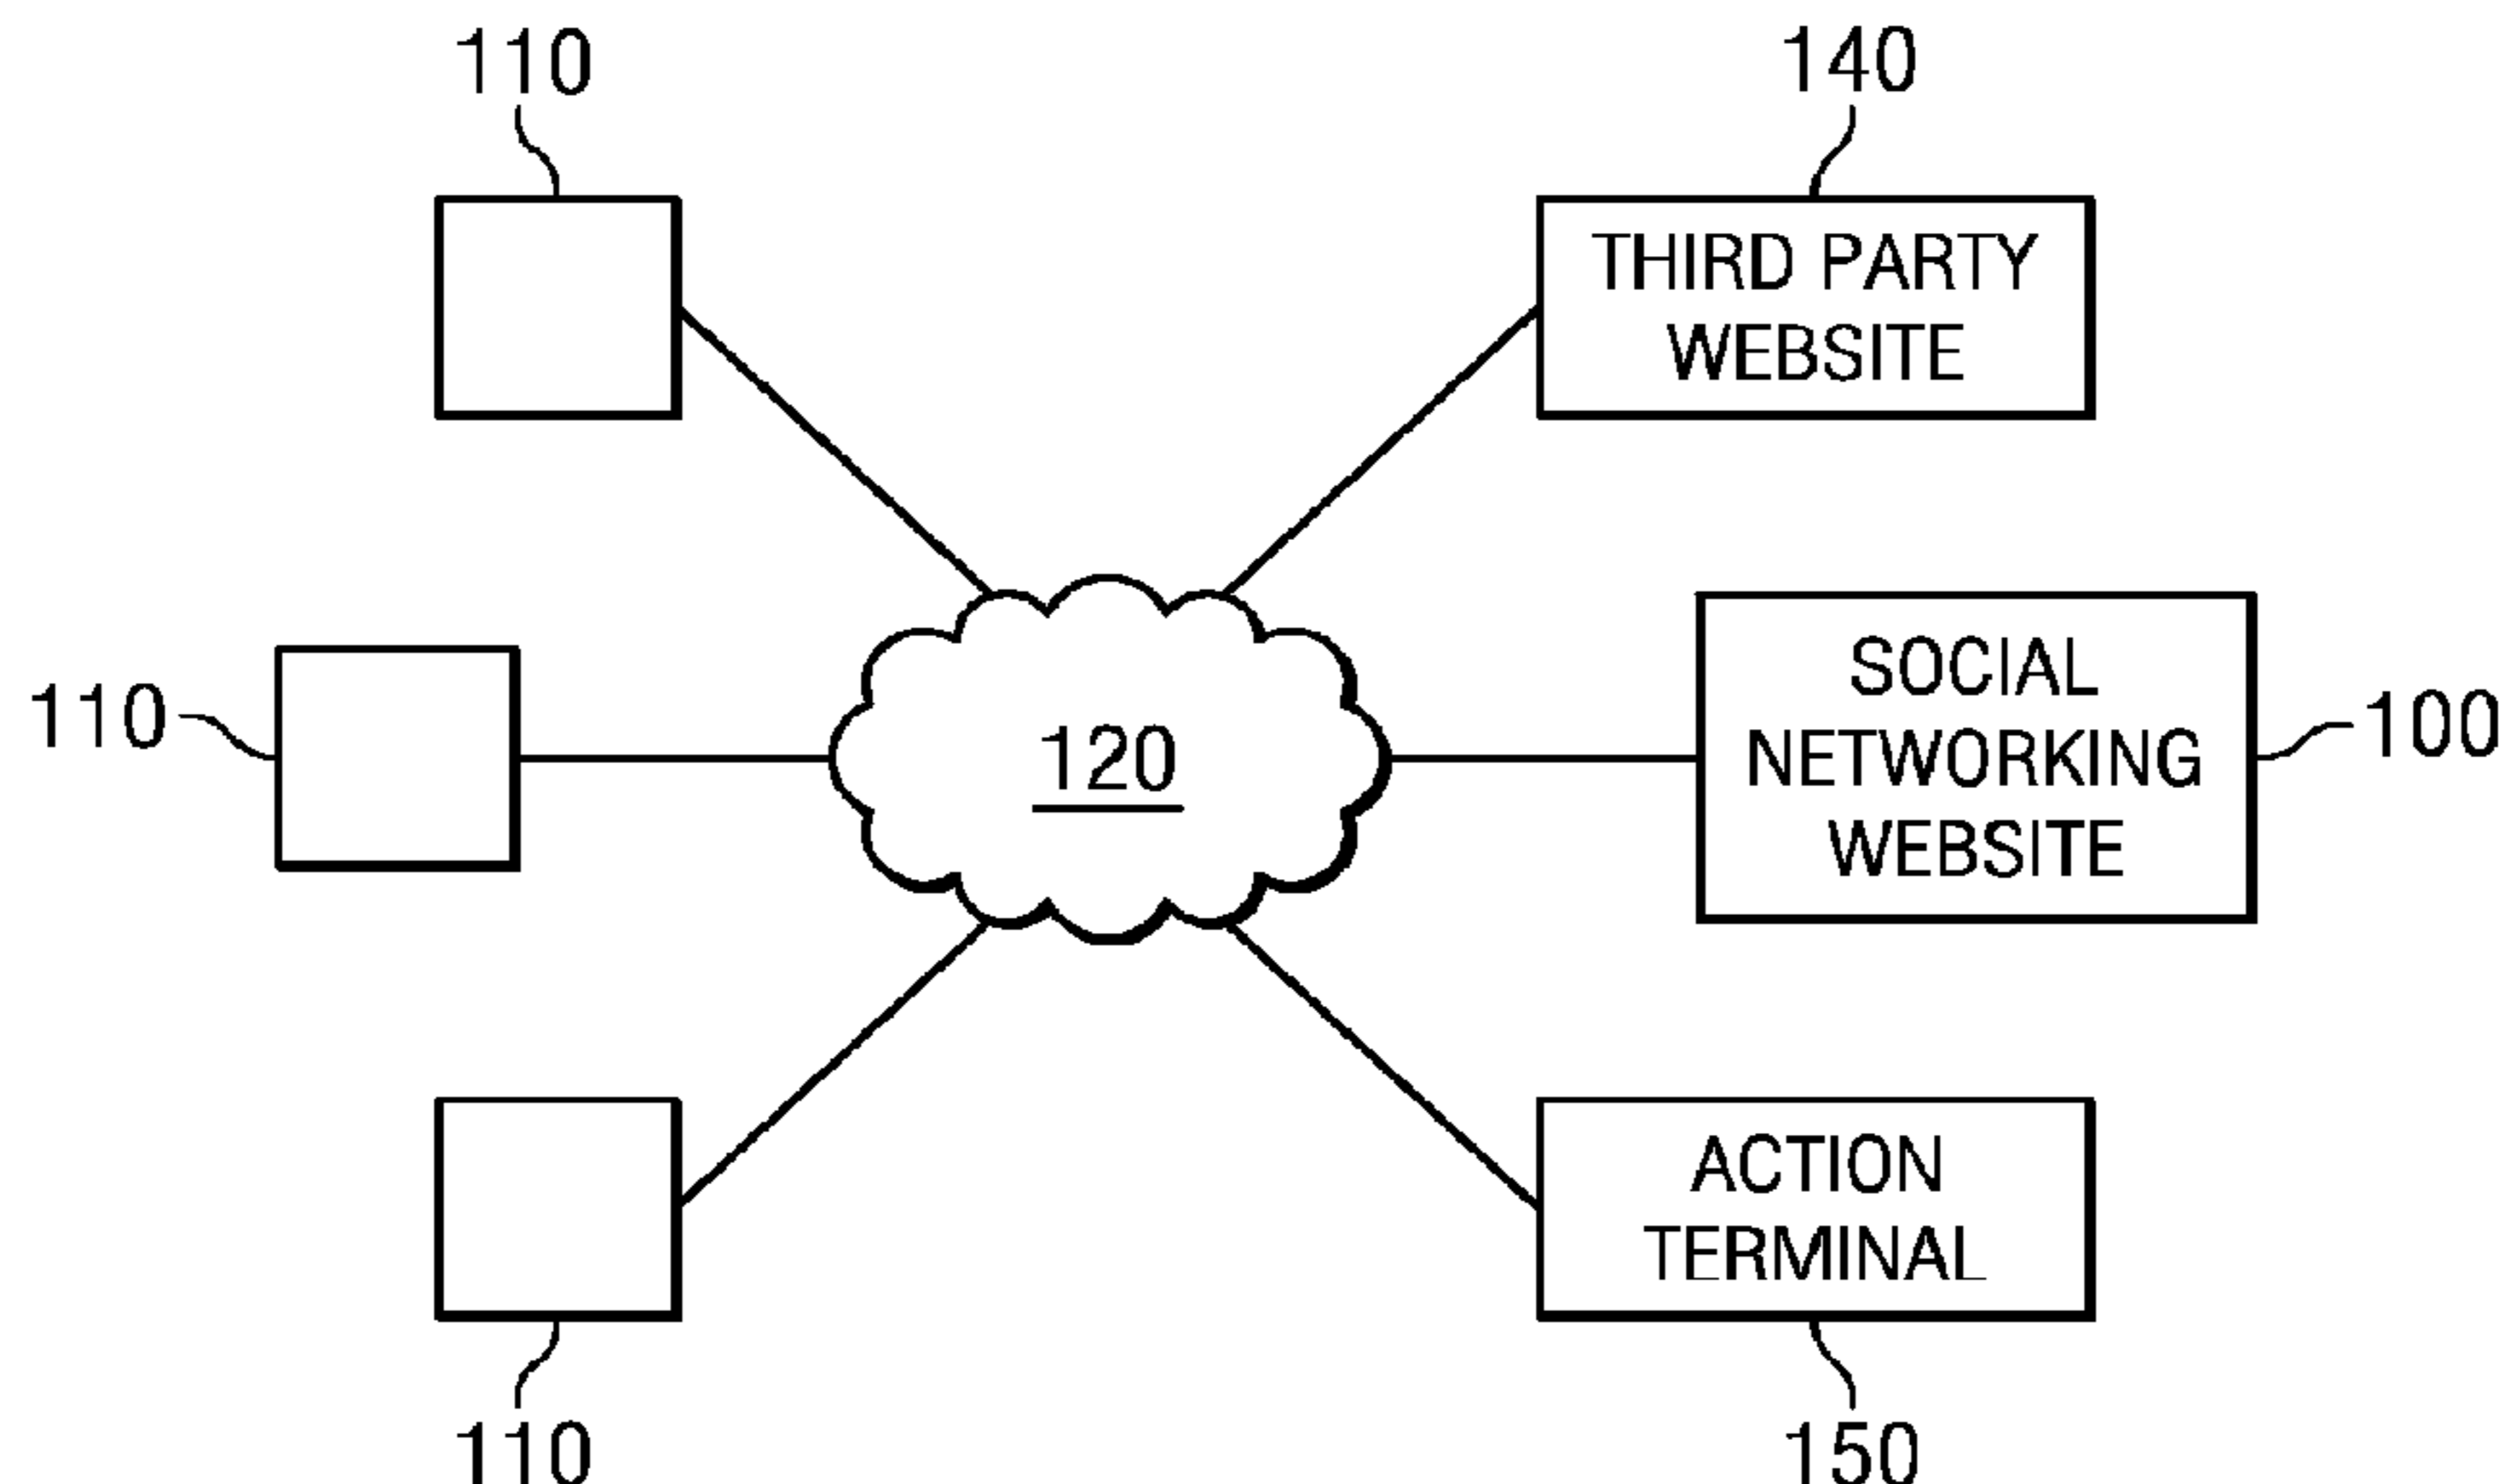 110
140
THIRD PARTY
WEBSITE
110
120
SOCIAL
NETWORKING
WEBSITE
100
ACTION
TERMINAL
110
150